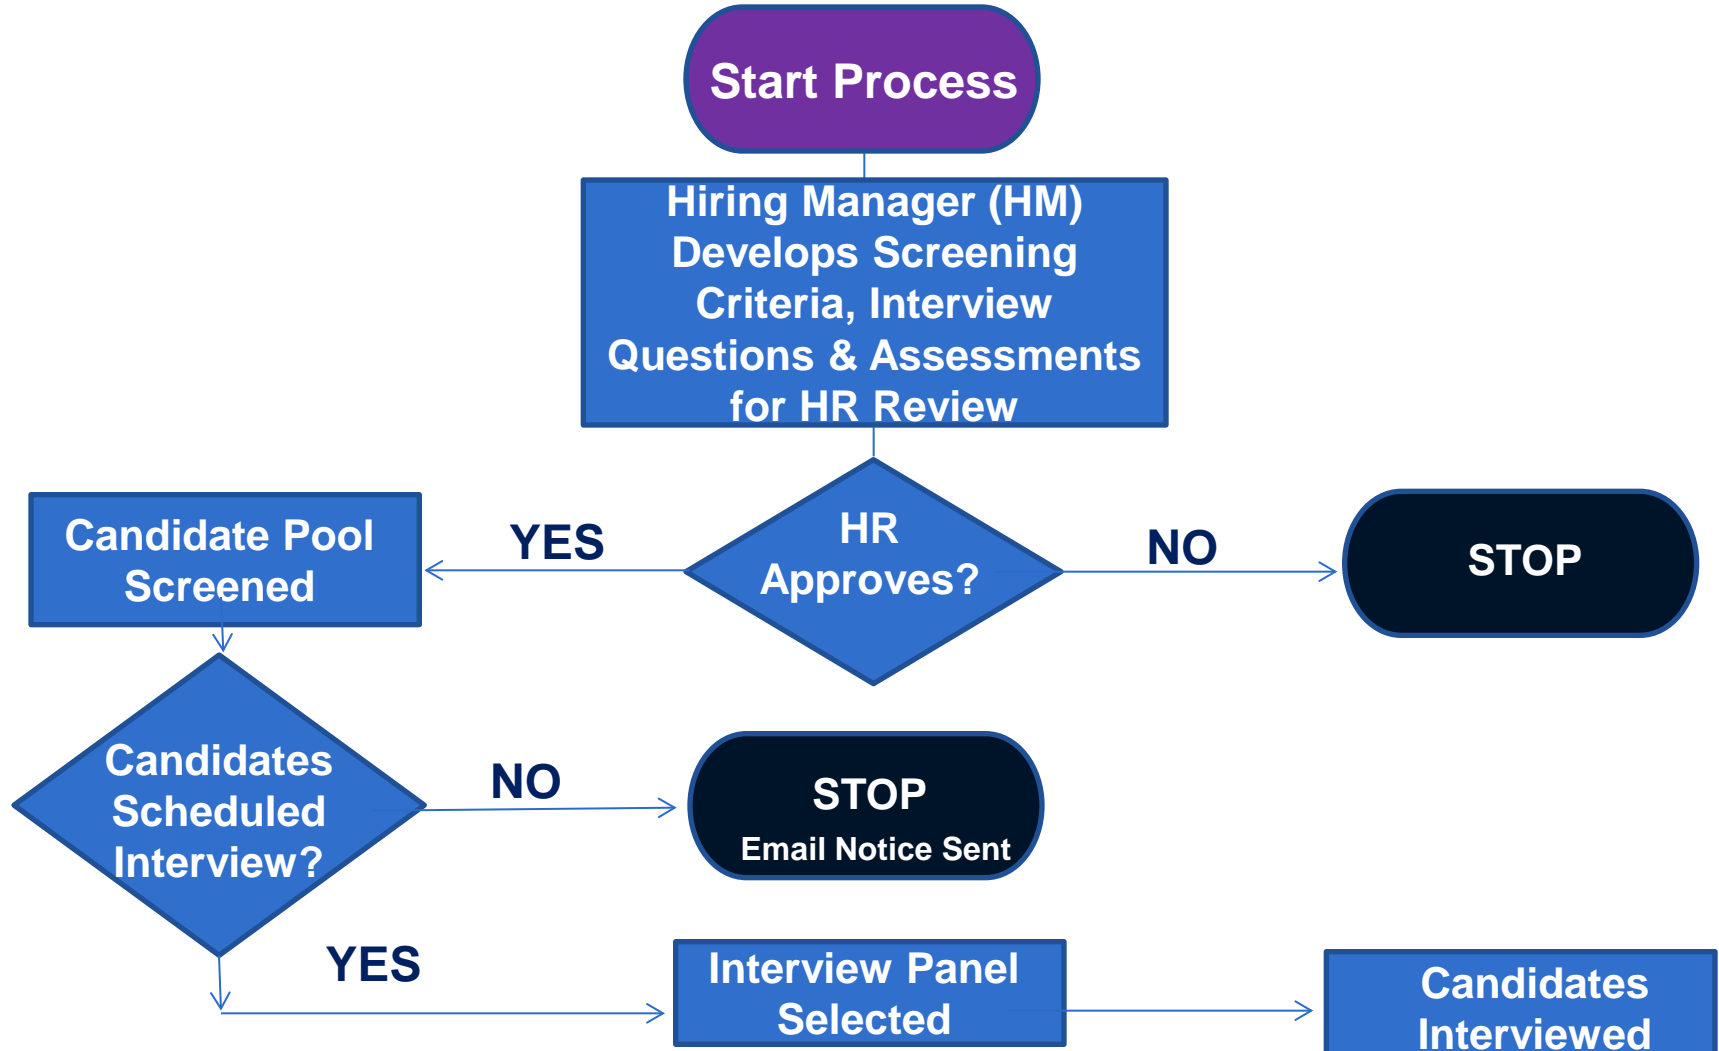 Start Process
Hiring Manager (HM)
Develops Screening
Criteria, Interview
Questions & Assessments
for HR Review
Candidate Pool
Screened
YES
HR
Approves?
NO
STOP
Candidates
Scheduled
Interview?
NO
STOP
Email Notice Sent
YES
Interview Panel
Selected
Candidates
Interviewed